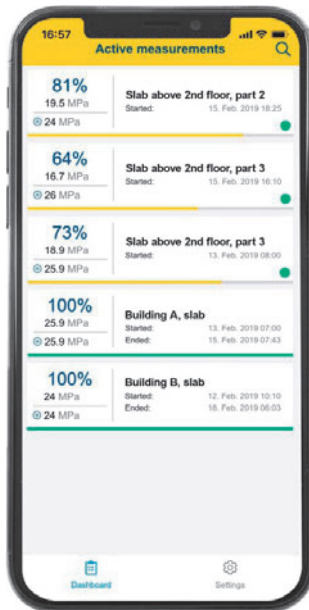 16:57
Active measurements
81%
19.5 MPa
24 MPa
Slab above 2nd floor, part 2
Started: 15. Feb. 2019 18:25
64%
16.7 MPa
26 MPa
Slab above 2nd floor, part 3
Started: 15. Feb. 2019 16:10
73%
18.9 MPa
25.9 MPa
Slab above 2nd floor, part 3
Started: 13. Feb. 2019 08:00
100%
25.9 MPa
25.9 MPa
Building A, slab
Started: 13. Feb. 2019 07:00
Ended: 15. Feb. 2019 07:43
100%
24 MPa
24 MPa
Building B, slab
Started: 12. Feb. 2019 10:10
Ended: 18. Feb. 2019 06:03
Dashboard
Settings